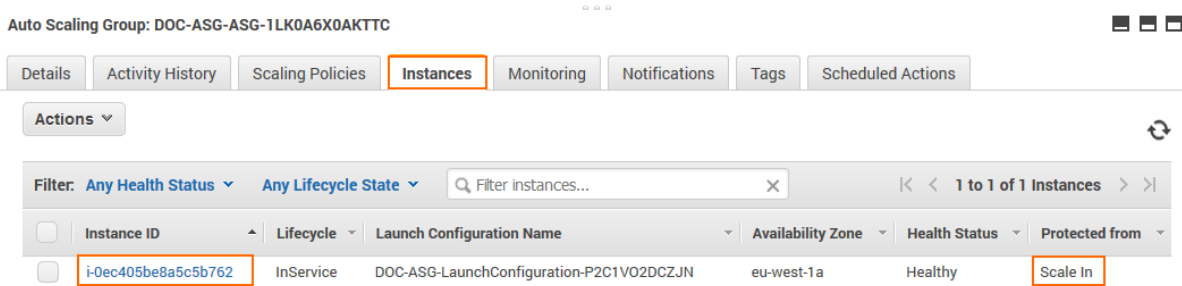 Auto Scaling Group: DOC-ASG-ASG-1LK0A6X0AKTTC
Details Activity History Scaling Policies Instances Monitoring Notifications Tags Scheduled Actions
Actions
Filter: Any Health Status Any Lifecycle State Filter instances... 1 to 1 of 1 Instances
Instance ID Lifecycle Launch Configuration Name Availability Zone Health Status Protected from
i-0ec405be8a5c5b762 InService DOC-ASG-LaunchConfiguration-P2C1VO2DCZJN eu-west-1a Healthy Scale In